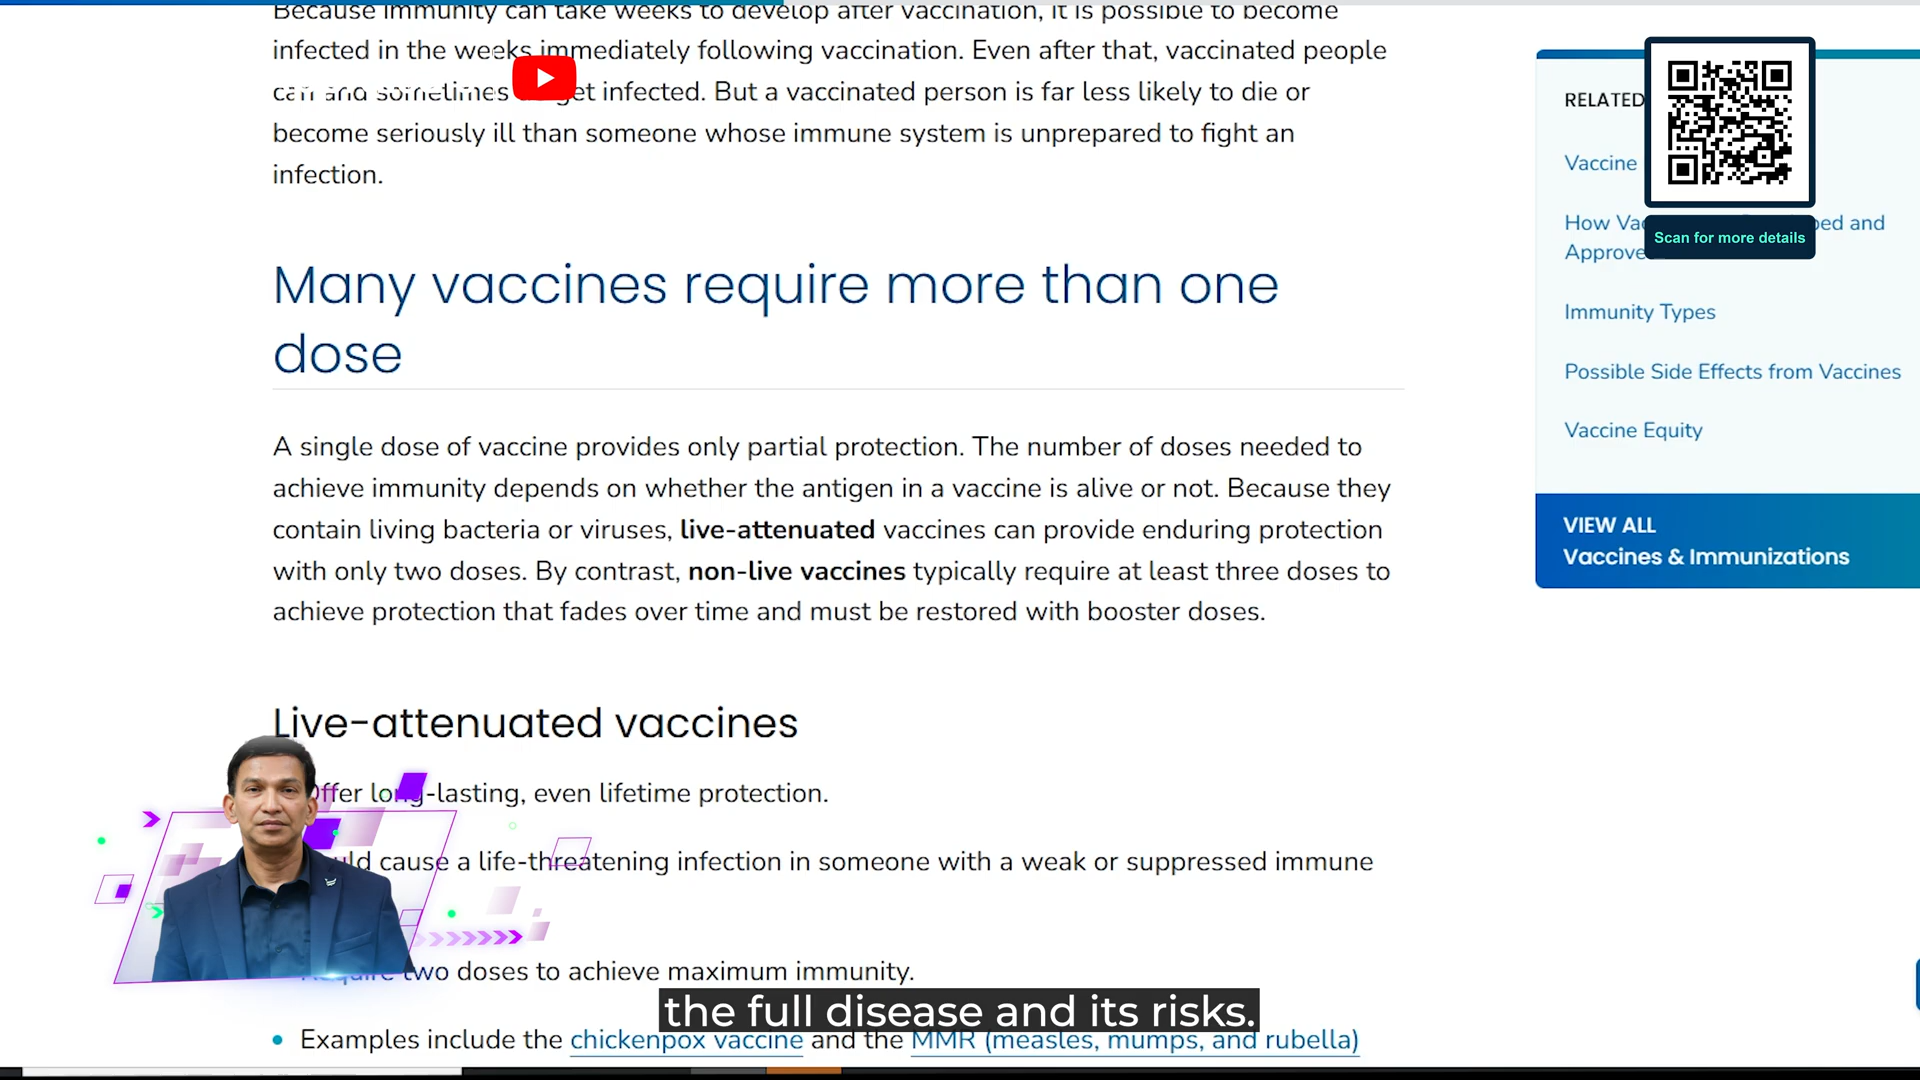 Because immunity can take weeks to develop after vaccination, it is possible to become
infected in the weeks immediately following vaccination. Even after that, vaccinated people
can and sometimes get infected. But a vaccinated person is far less likely to die or
become seriously ill than someone whose immune system is unprepared to fight an
infection.
Many vaccines require more than one
dose
A single dose of vaccine provides only partial protection. The number of doses needed to
achieve immunity depends on whether the antigen in a vaccine is alive or not. Because they
contain living bacteria or viruses, live-attenuated vaccines can provide enduring protection
with only two doses. By contrast, non-live vaccines typically require at least three doses to
achieve protection that fades over time and must be restored with booster doses.
Live-attenuated vaccines
Offer long-lasting, even lifetime protection.
cause a life-threatening infection in someone with a weak or suppressed immune
Require two doses to achieve maximum immunity.
the full disease and its risks.
Examples include the chickenpox vaccine and the MMR (measles, mumps, and rubella)
RELATED
Vaccine
How and
Approve
Immunity Types
Possible Side Effects from Vaccines
Vaccine Equity
VIEW ALL
Vaccines & Immunizations
Scan for more details